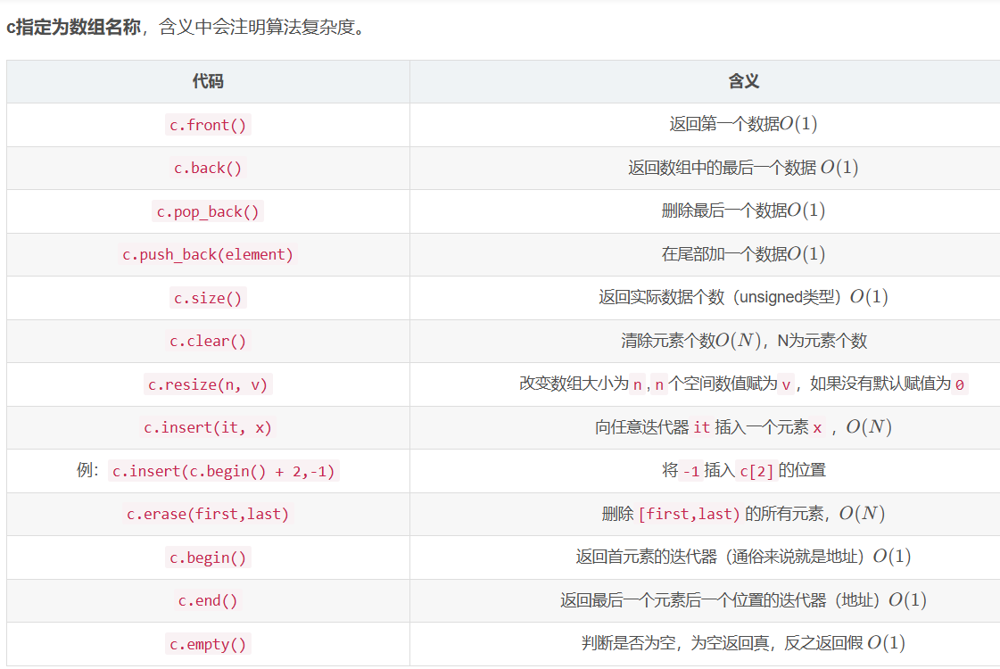 c指定为数组名称，含义中会注明算法复杂度。
代码 含义
c.front() 返回第一个数据O(1)
c.back() 返回数组中的最后一个数据 O(1)
c.pop_back() 删除最后一个数据O(1)
c.push_back(element) 在尾部加一个数据O(1)
c.size() 返回实际数据个数（unsigned类型）O(1)
c.clear() 清除元素个数O(N)，N为元素个数
c.resize(n, v) 改变数组大小为 n , n 个空间数值赋为 v ，如果没有默认赋值为 0
c.insert(it, x) 向任意迭代器 it 插入一个元素 x ，O(N)
例：c.insert(c.begin() + 2,-1) 将 -1 插入 c[2] 的位置
c.erase(first,last) 删除 [first,last) 的所有元素，O(N)
c.begin() 返回首元素的迭代器（通俗来说就是地址）O(1)
c.end() 返回最后一个元素后一个位置的迭代器（地址）O(1)
c.empty() 判断是否为空，为空返回真，反之返回假 O(1)